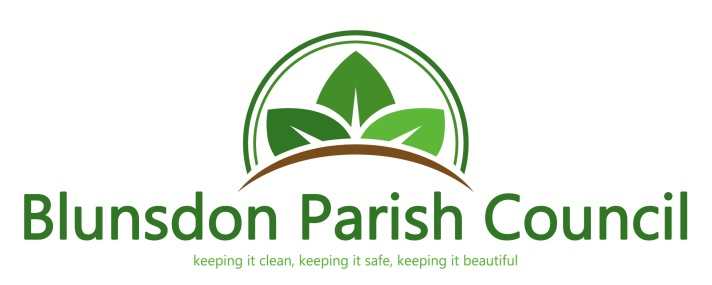 Blunsdon Parish Council
keeping it clean, keeping it safe, keeping it beautiful